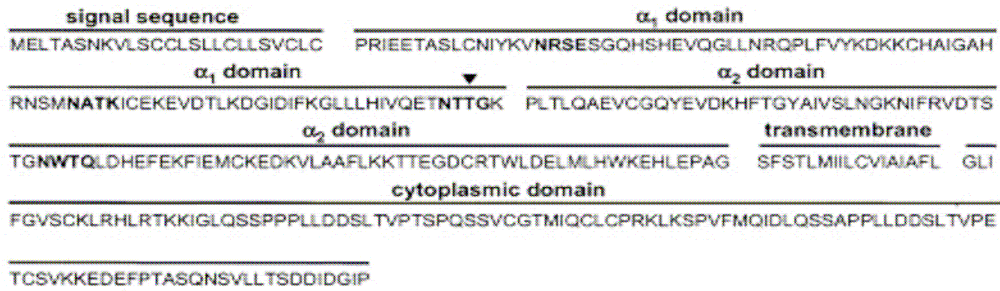 signal sequence α1 domain
MELTASNKVLSCCLSLLCLLSVCLC PRIEETASLCNIYKVNRSESGQHSHEVQGLLNRQPLFVYKDKKCHAIGAH
α1 domain α2 domain
RNSMNATKICEKEVDTLKDGIDIFKGLLLHIVQETNTTGK PLTLQAEVCGQYEVDKHFTGYAIVSLNGKNIFRVDTS
α2 domain transmembrane
TGNWTQLDHEFEKFIEMCKEDKVLAAFLKKTTEGDCRTWLDELMLHWKEHLEPAG SFSTLMIILCVIAIAFL GLI
cytoplasmic domain
FGVSCKLRHLRTKKIGLQSSPPPLLDDSLTVPTSPQSSVCGTMIQCLCPRKLKSPVFMQIDLQSSAPPLLDDSLTVPE
TCSVKKEDEFPTASQNSVLLTSDDIDGIP